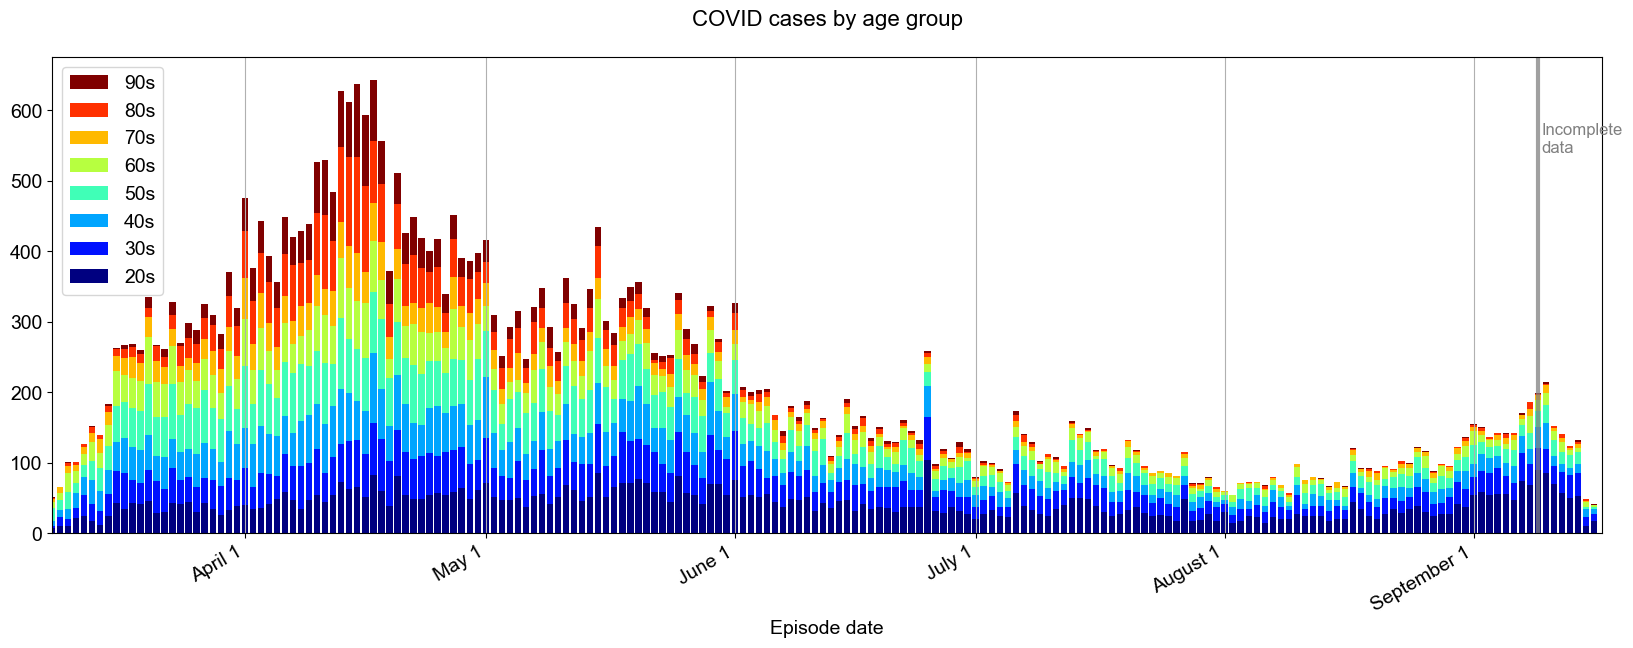 COVID cases by age group
600
500
400
300
200
100
0
90s
80s
70s
60s
50s
40s
30s
20s
Incomplete
data
April 1
May 1
June 1
July 1
August 1
September 1
Episode date